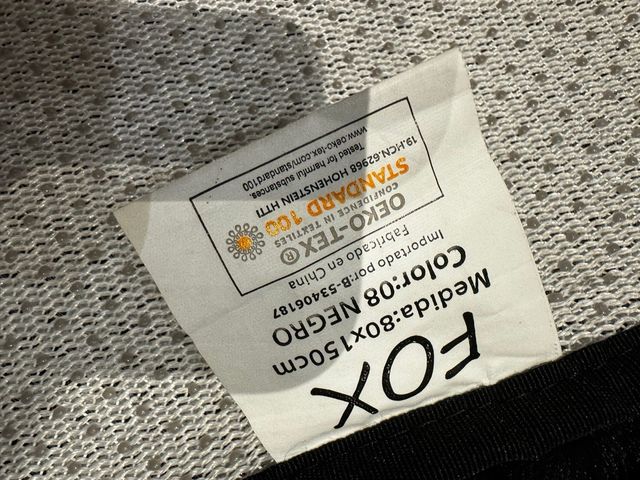 FOX
Medida:80x150cm
Color:08 NEGRO
Importado por:B-53406187
Fabricado en China
OEKO-TEX®
CONFIDENCE IN TEXTILES
STANDARD 100
19.HCN.62968 HOHENSTEIN HTTI
Tested for harmful substances.
www.oeko-tex.com/standard100